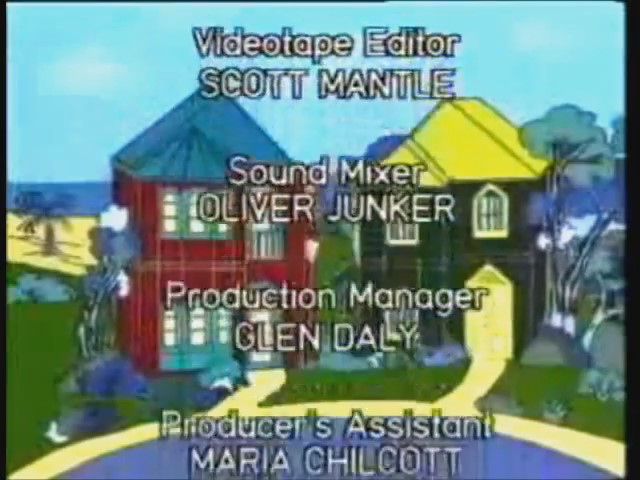 Videotape Editor
SCOTT MANTLE
Sound Mixer
OLIVER JUNKER
Production Manager
GLEN DALY
Producer's Assistant
MARIA CHILCOTT